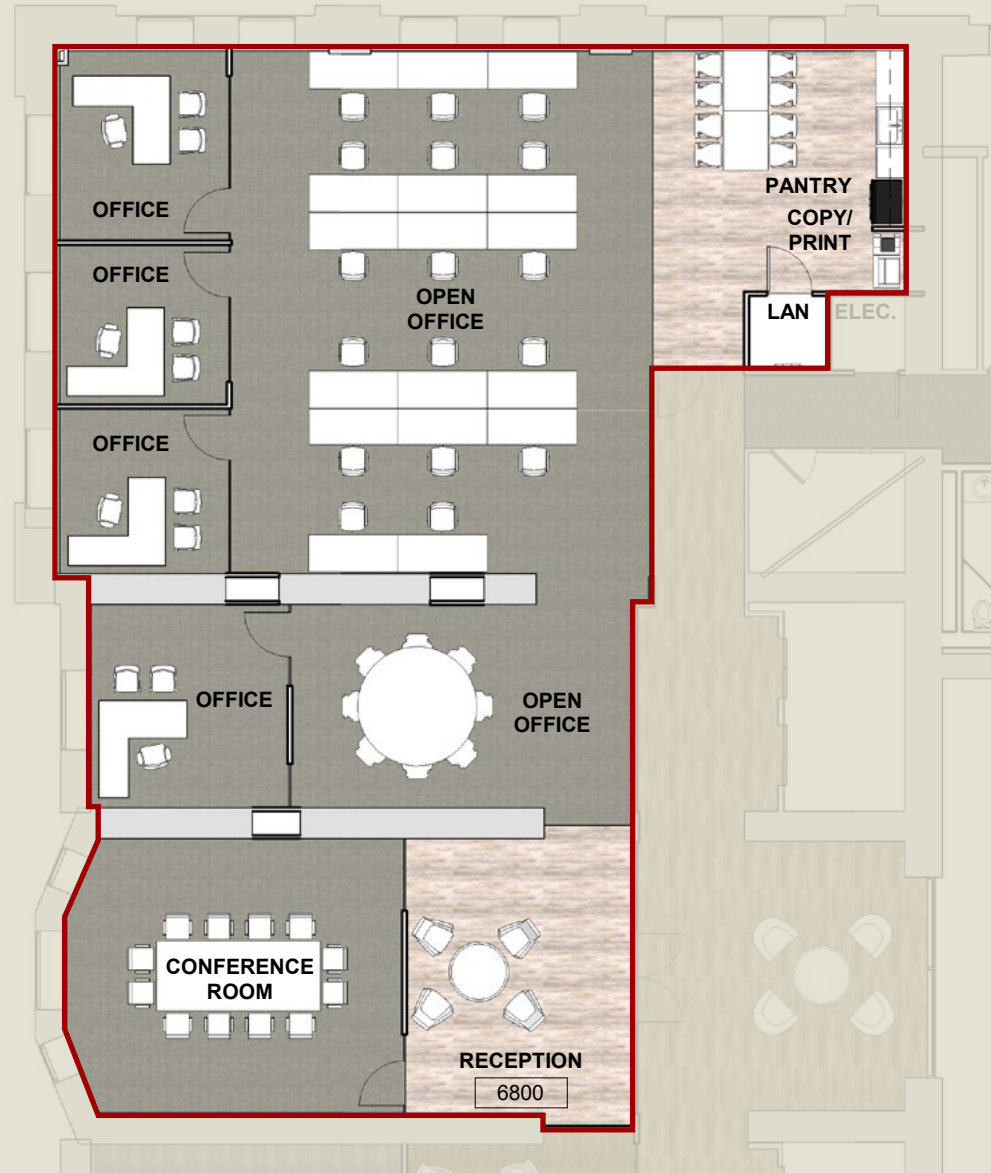 PANTRY
OFFICE
COPY/
PRINT
OFFICE
OPEN
OFFICE
LAN
ELEC.
OFFICE
OFFICE
OPEN
OFFICE
CONFERENCE
ROOM
RECEPTION
6800